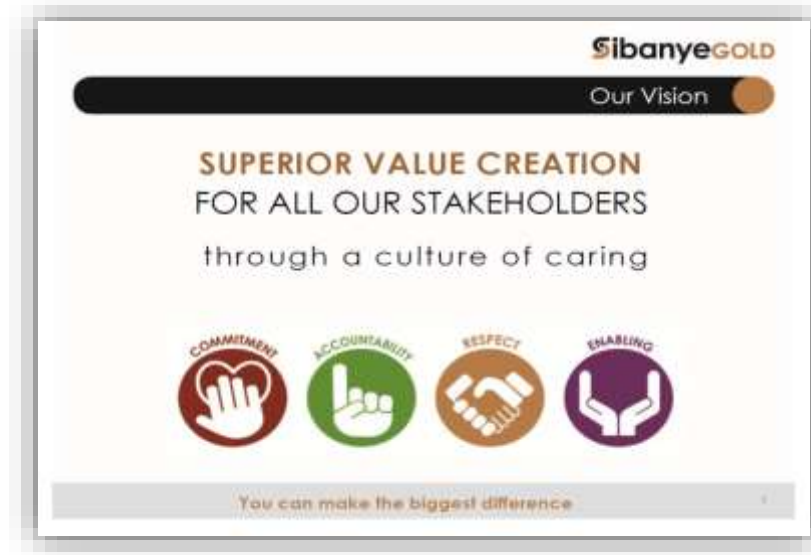 SibanyeGOLD
Our Vision
SUPERIOR VALUE CREATION
FOR ALL OUR STAKEHOLDERS
through a culture of caring
COMMITMENT
ACCOUNTABILITY
RESPECT
ENABLING
You can make the biggest difference